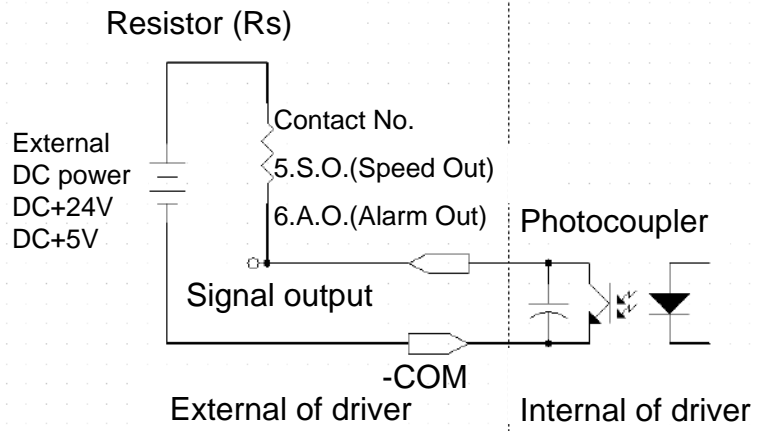 Resistor (Rs)
External
DC power
DC+24V
DC+5V
Contact No.
5.S.O.(Speed Out)
6.A.O.(Alarm Out)
Photocoupler
Signal output
-COM
External of driver
Internal of driver